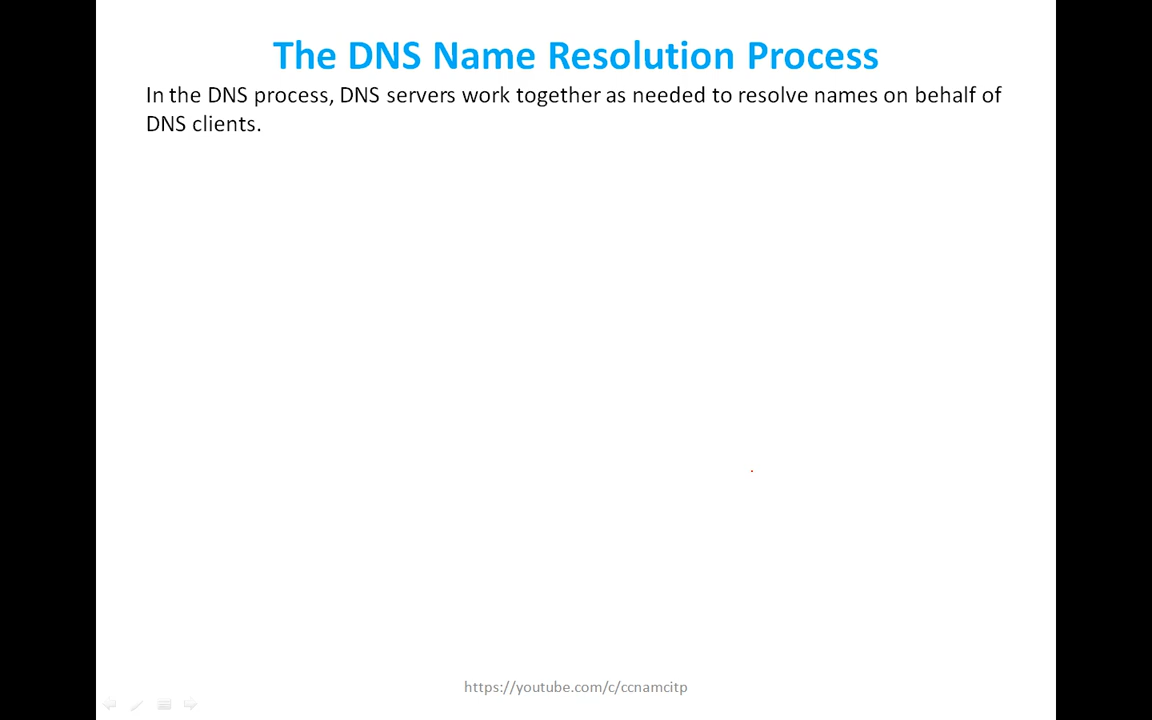 The DNS Name Resolution Process
In the DNS process, DNS servers work together as needed to resolve names on behalf of
DNS clients.
https://youtube.com/c/ccnamcitp